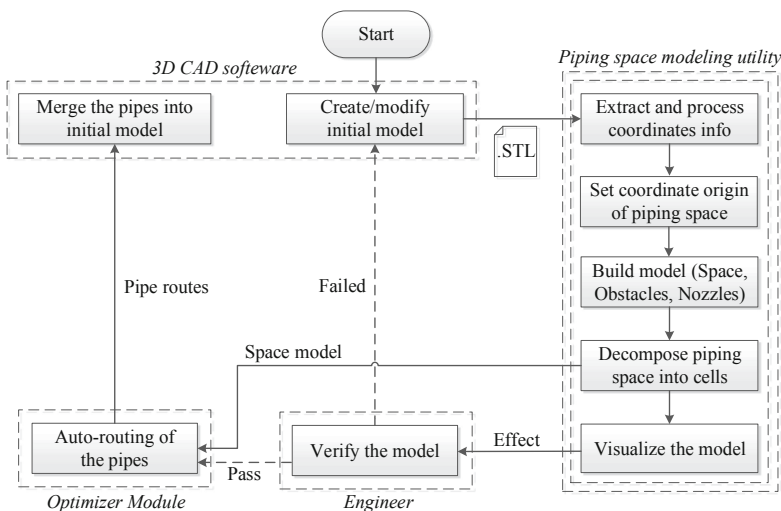 Start
3D CAD softeware
Piping space modeling utility
Merge the pipes into
initial model
Create/modify
initial model
.STL
Extract and process
coordinates info
Set coordinate origin
of piping space
Build model (Space,
Obstacles, Nozzles)
Pipe routes
Failed
Space model
Decompose piping
space into cells
Auto-routing of
the pipes
Pass
Verify the model
Effect
Visualize the model
Optimizer Module
Engineer